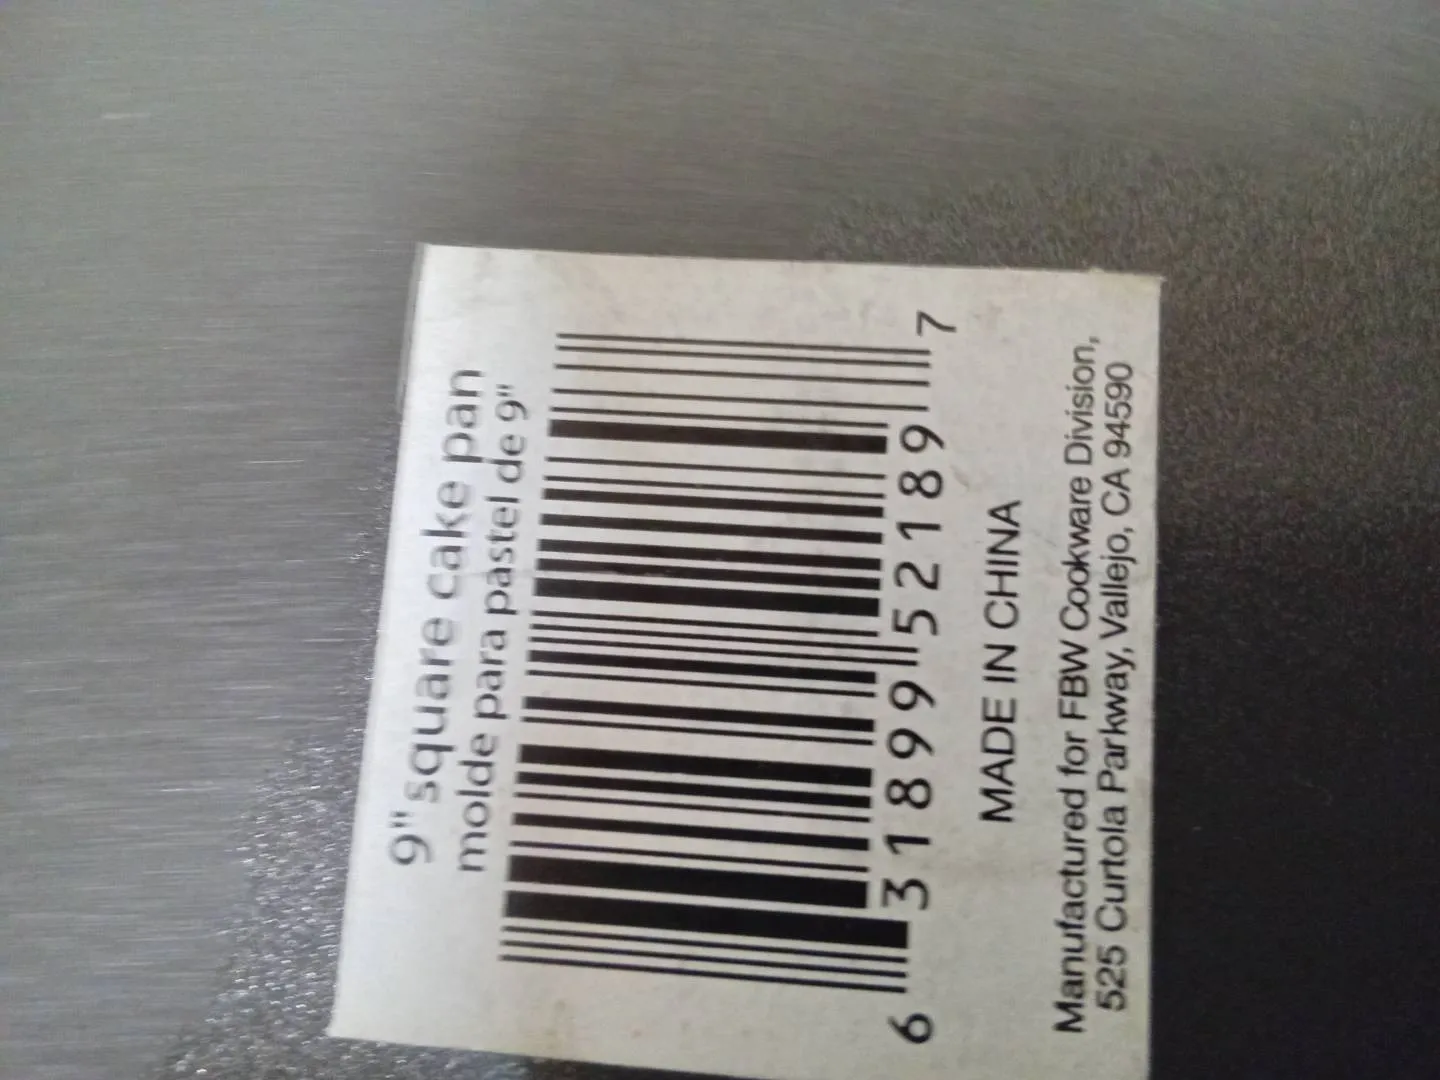 9" square cake pan
molde para pastel de 9"
6 31899 52189 7
MADE IN CHINA
Manufactured for FBW Cookware Division,
525 Curtola Parkway, Vallejo, CA 94590